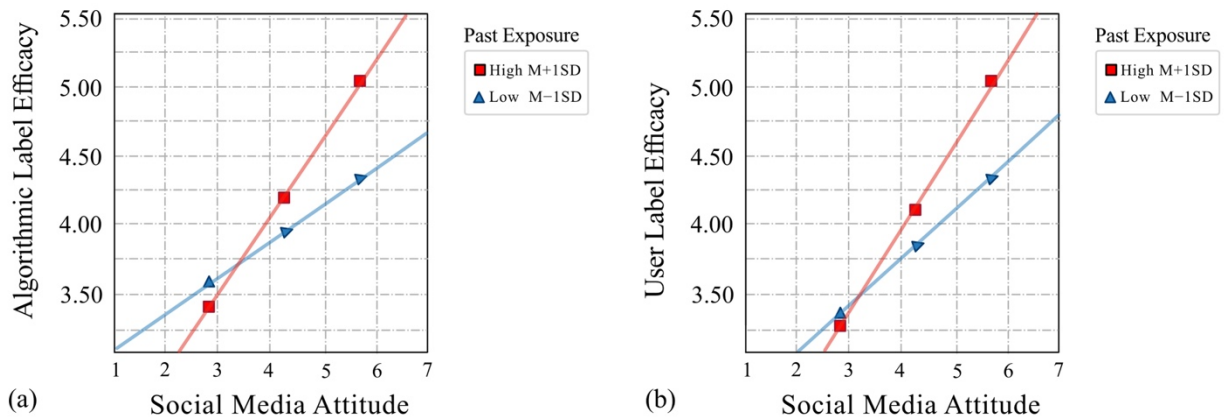 Algorithmic Label Efficacy
5.50
5.00
4.50
4.00
3.50
1 2 3 4 5 6 7
Social Media Attitude
(a)
Past Exposure
High M+1SD
Low M−1SD
User Label Efficacy
5.50
5.00
4.50
4.00
3.50
1 2 3 4 5 6 7
Social Media Attitude
(b)
Past Exposure
High M+1SD
Low M−1SD